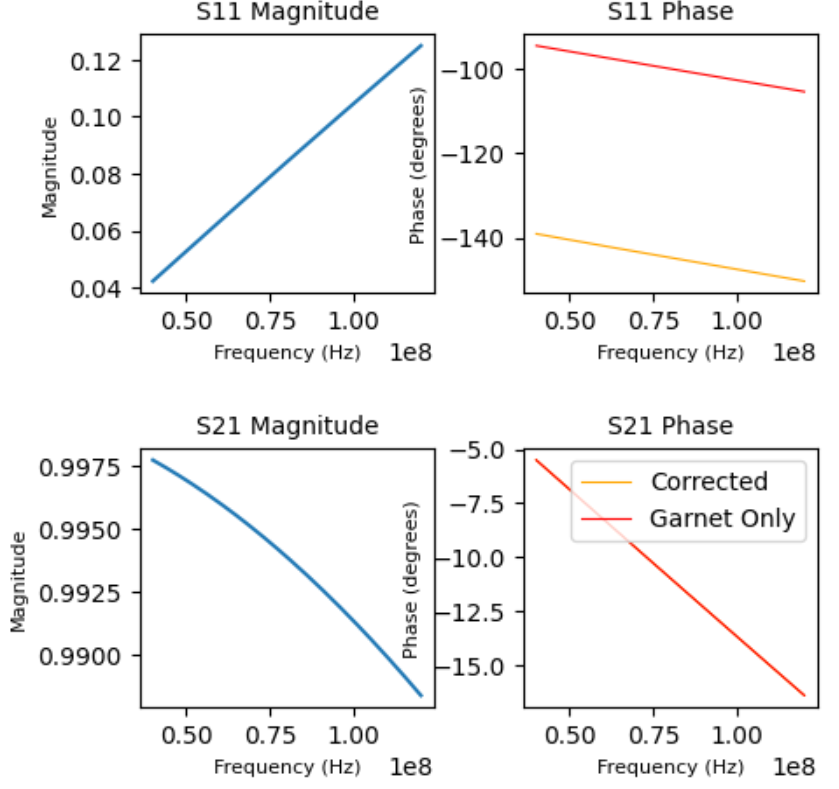 S11 Magnitude
0.12
0.10
0.08
0.06
0.04
Magnitude
0.50 0.75 1.00
Frequency (Hz) 1e8
S11 Phase
−100
−120
−140
Phase (degrees)
0.50 0.75 1.00
Frequency (Hz) 1e8
S21 Magnitude
0.9975
0.9950
0.9925
0.9900
Magnitude
0.50 0.75 1.00
Frequency (Hz) 1e8
S21 Phase
−5.0
−7.5
−10.0
−12.5
−15.0
Phase (degrees)
Corrected
Garnet Only
0.50 0.75 1.00
Frequency (Hz) 1e8